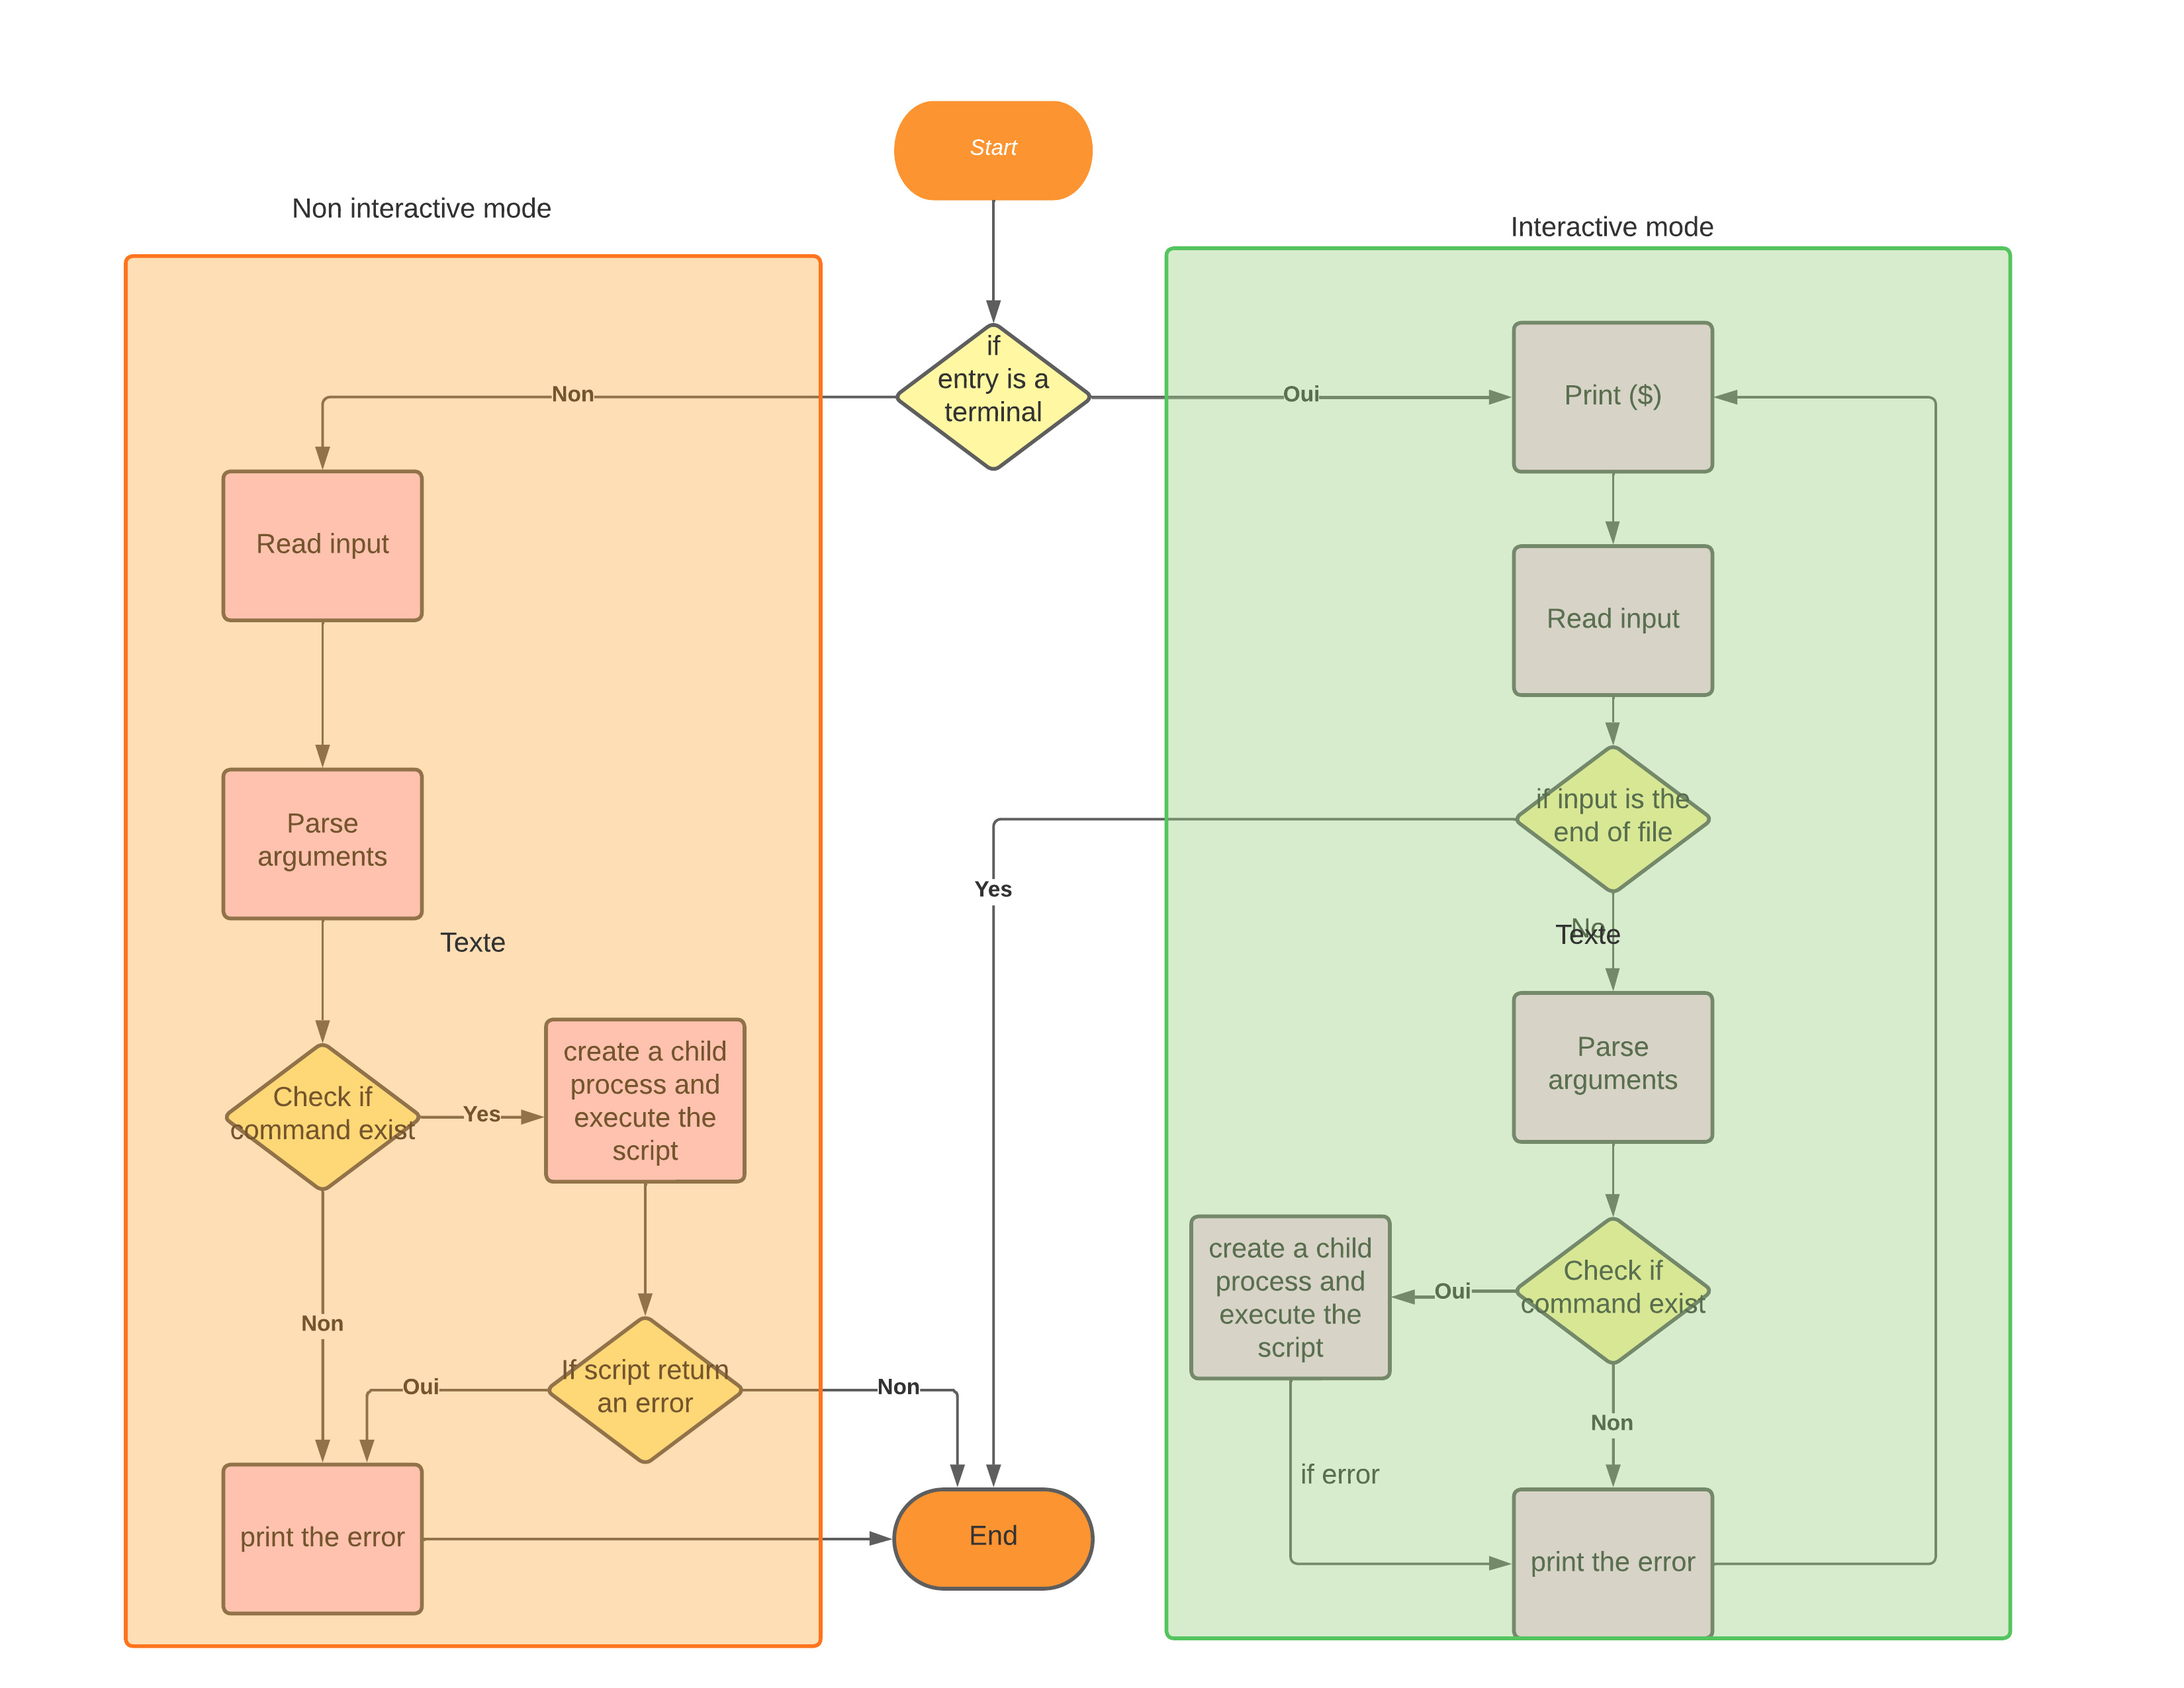 Start
Non interactive mode
Interactive mode
if
entry is a
terminal
Non
Oui
Print ($)
Read input
Read input
if input is the
end of file
Parse
arguments
Yes
No
Texte
Texte
Parse
arguments
create a child
process and
execute the
script
Check if
command exist
Yes
create a child
process and
execute the
script
Check if
command exist
Oui
Non
If script return
an error
Oui
Non
Non
if error
print the error
End
print the error